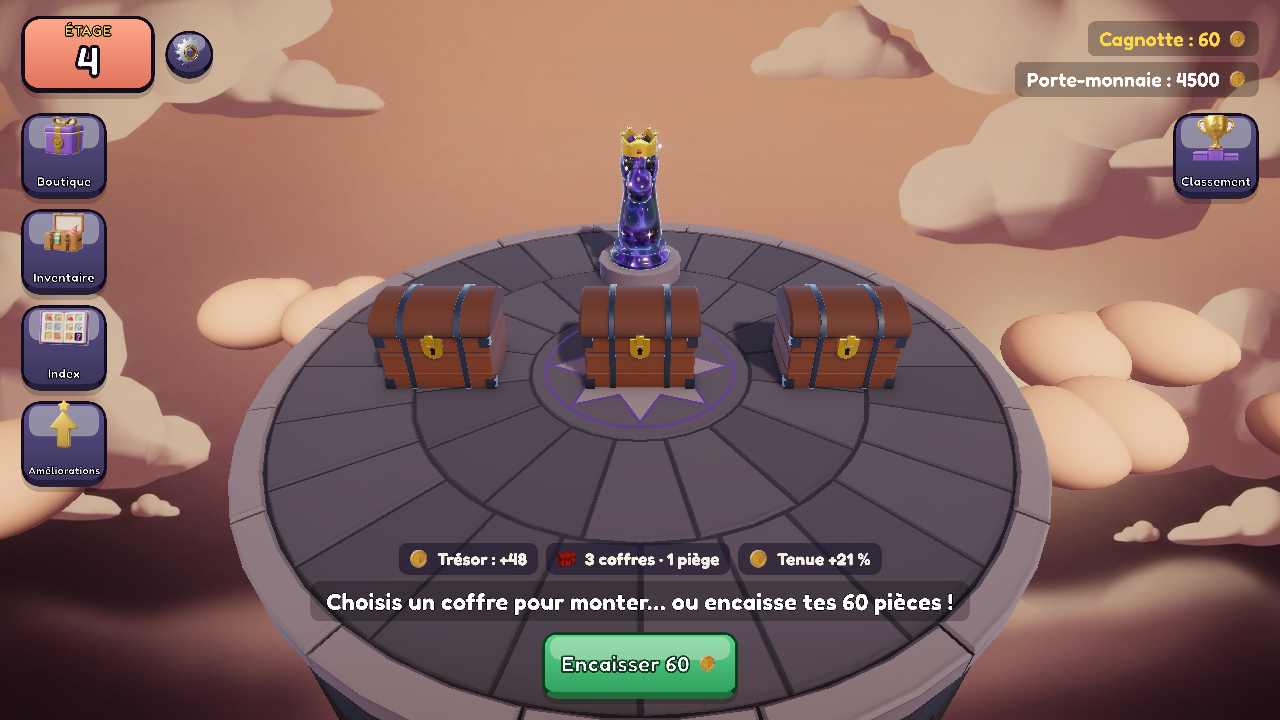 ÉTAGE
4
Cagnotte : 60
Porte-monnaie : 4500
Boutique
Classement
Inventaire
Index
Améliorations
Trésor : +48
3 coffres · 1 piège
Tenue +21 %
Choisis un coffre pour monter... ou encaisse tes 60 pièces !
Encaisser 60